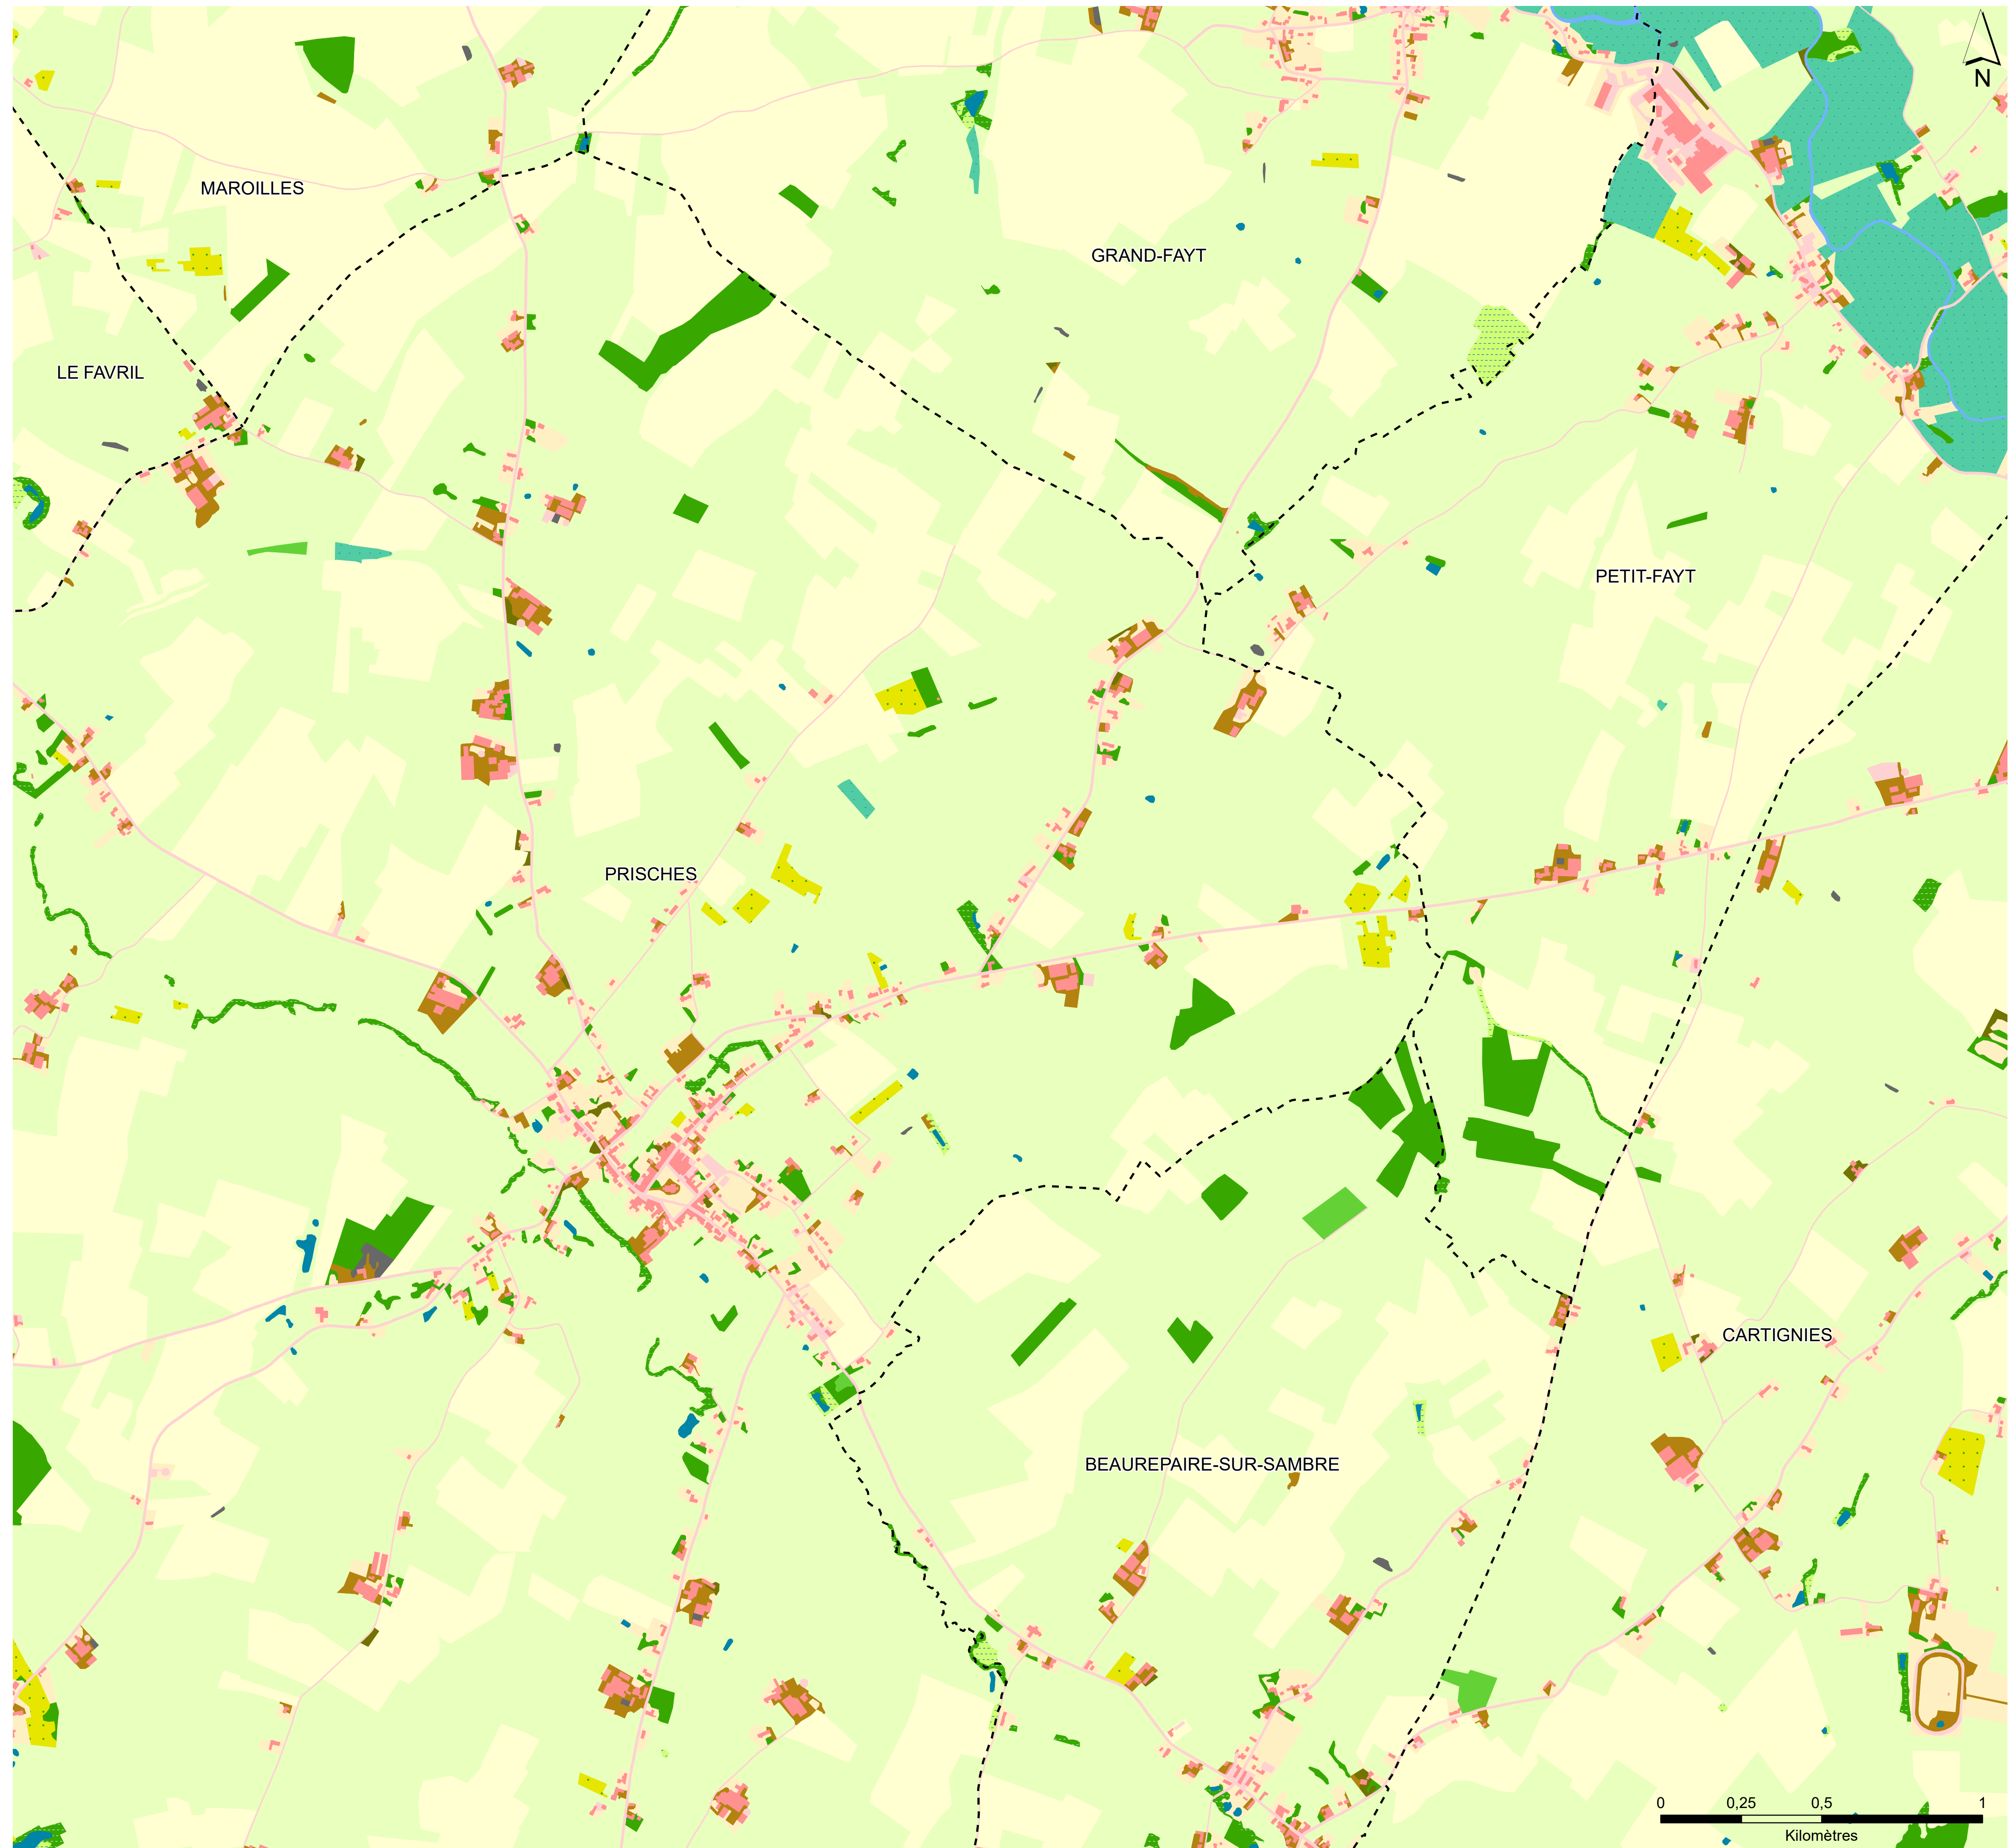 N
MAROILLES
GRAND-FAYT
LE FAVRIL
PETIT-FAYT
PRISCHES
CARTIGNIES
BEAUREPAIRE-SUR-SAMBRE
0 0,25 0,5 1
Kilomètres